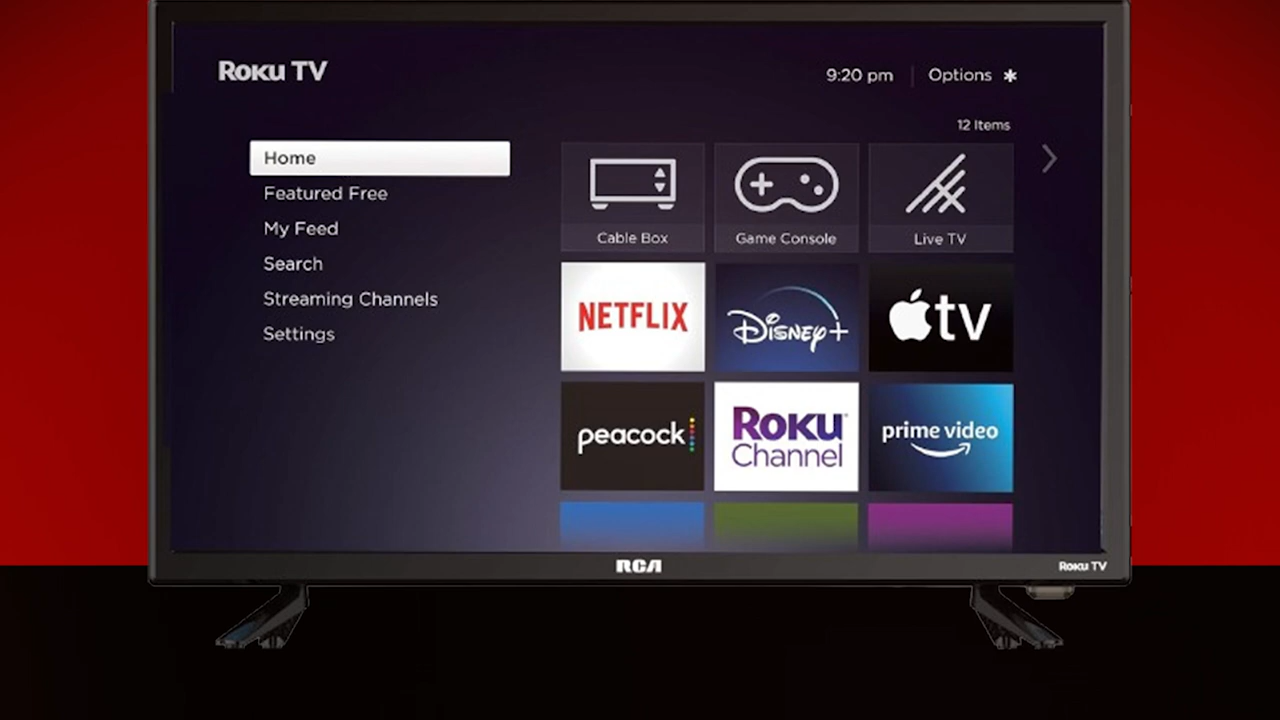 Roku TV
9:20 pm
Options *
12 Items
Home
Featured Free
My Feed
Search
Streaming Channels
Settings
Cable Box
Game Console
Live TV
NETFLIX
Disney+
tv
peacock
Roku
Channel
prime video
RCA
Roku TV